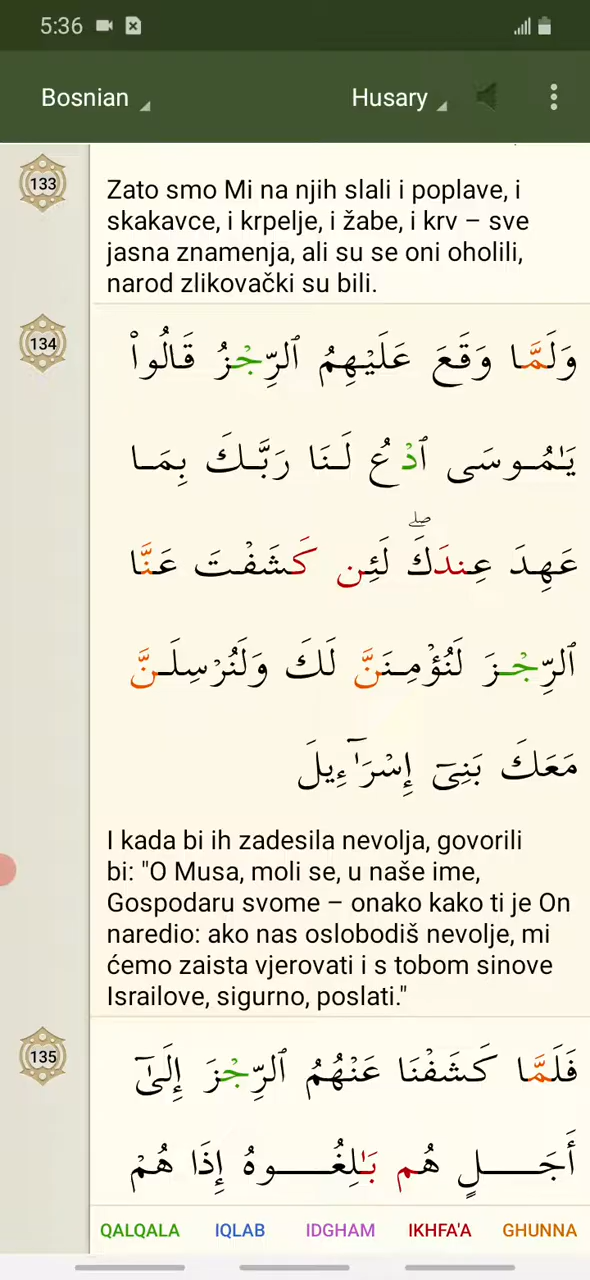 5:36
Bosnian Husary
133
Zato smo Mi na njih slali i poplave, i
skakavce, i krpelje, i žabe, i krv – sve
jasna znamenja, ali su se oni oholili,
narod zlikovački su bili.
134
وَلَمَّا وَقَعَ عَلَيْهِمُ ٱلرِّجْزُ قَالُوا۟
يَـٰمُوسَى ٱدْعُ لَنَا رَبَّكَ بِمَا
عَهِدَ عِندَكَ ۖ لَئِن كَشَفْتَ عَنَّا
ٱلرِّجْزَ لَنُؤْمِنَنَّ لَكَ وَلَنُرْسِلَنَّ
مَعَكَ بَنِىٓ إِسْرَٰٓءِيلَ
I kada bi ih zadesila nevolja, govorili
bi: "O Musa, moli se, u naše ime,
Gospodaru svome – onako kako ti je On
naredio: ako nas oslobodiš nevolje, mi
ćemo zaista vjerovati i s tobom sinove
Israilove, sigurno, poslati."
135
فَلَمَّا كَشَفْنَا عَنْهُمُ ٱلرِّجْزَ إِلَىٰٓ
أَجَلٍ هُم بَـٰلِغُوهُ إِذَا هُمْ
QALQALA IQLAB IDGHAM IKHFA'A GHUNNA